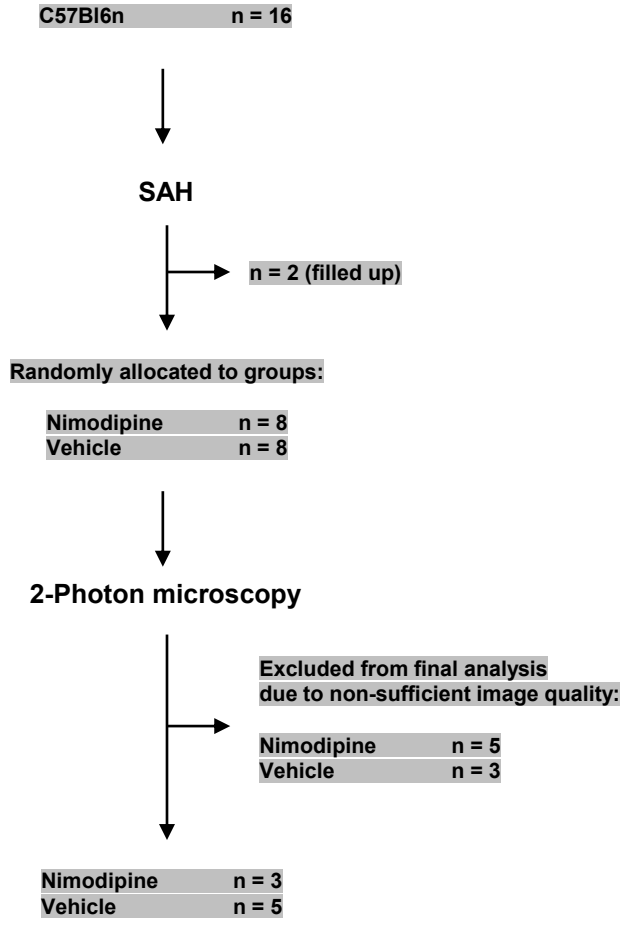 C57Bl6n n = 16
SAH
n = 2 (filled up)
Randomly allocated to groups:
Nimodipine n = 8
Vehicle n = 8
2-Photon microscopy
Excluded from final analysis
due to non-sufficient image quality:
Nimodipine n = 5
Vehicle n = 3
Nimodipine n = 3
Vehicle n = 5